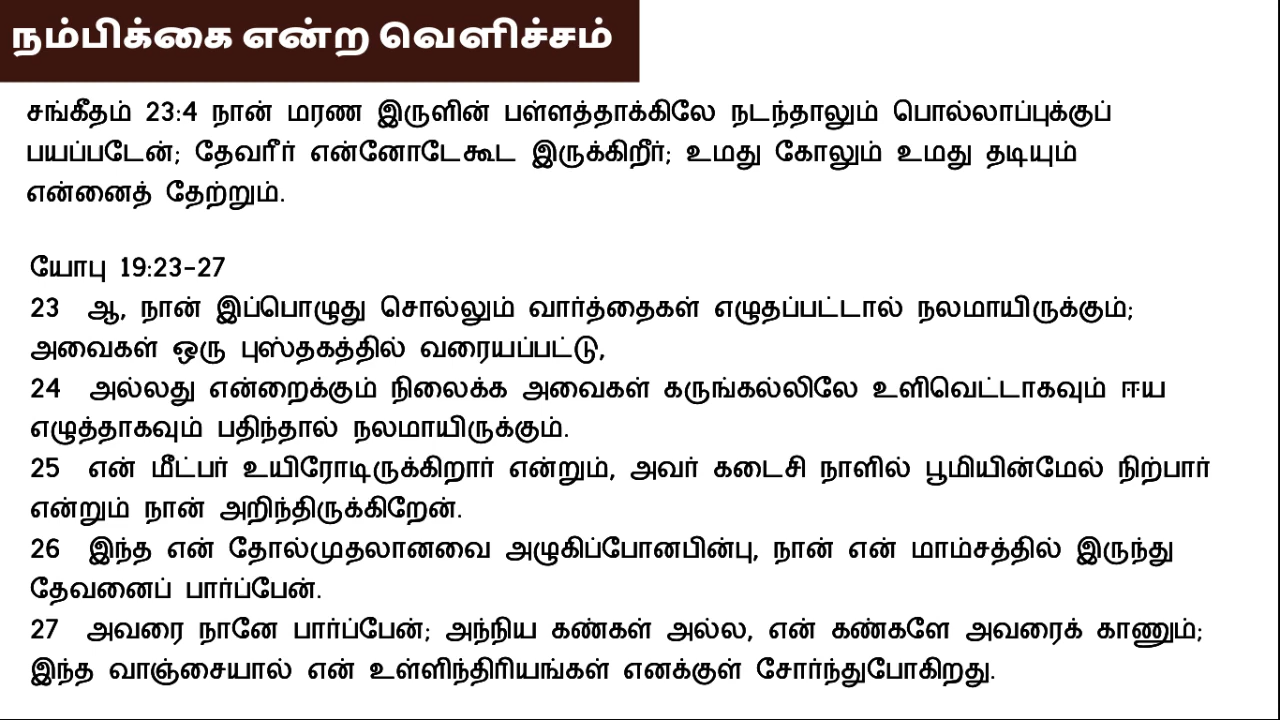 நம்பிக்கை என்ற வெளிச்சம்
சங்கீதம் 23:4 நான் மரண இருளின் பள்ளத்தாக்கிலே நடந்தாலும் பொல்லாப்புக்குப்
பயப்படேன்; தேவரீர் என்னோடேகூட இருக்கிறீர்; உமது கோலும் உமது தடியும்
என்னைத் தேற்றும்.
யோபு 19:23-27
23 ஆ, நான் இப்பொழுது சொல்லும் வார்த்தைகள் எழுதப்பட்டால் நலமாயிருக்கும்;
அவைகள் ஒரு புஸ்தகத்தில் வரையப்பட்டு,
24 அல்லது என்றைக்கும் நிலைக்க அவைகள் கருங்கல்லிலே உளிவெட்டாகவும் ஈய
எழுத்தாகவும் பதிந்தால் நலமாயிருக்கும்.
25 என் மீட்பர் உயிரோடிருக்கிறார் என்றும், அவர் கடைசி நாளில் பூமியின்மேல் நிற்பார்
என்றும் நான் அறிந்திருக்கிறேன்.
26 இந்த என் தோல்முதலானவை அழுகிப்போனபின்பு, நான் என் மாம்சத்தில் இருந்து
தேவனைப் பார்ப்பேன்.
27 அவரை நானே பார்ப்பேன்; அந்நிய கண்கள் அல்ல, என் கண்களே அவரைக் காணும்;
இந்த வாஞ்சையால் என் உள்ளிந்திரியங்கள் எனக்குள் சோர்ந்துபோகிறது.